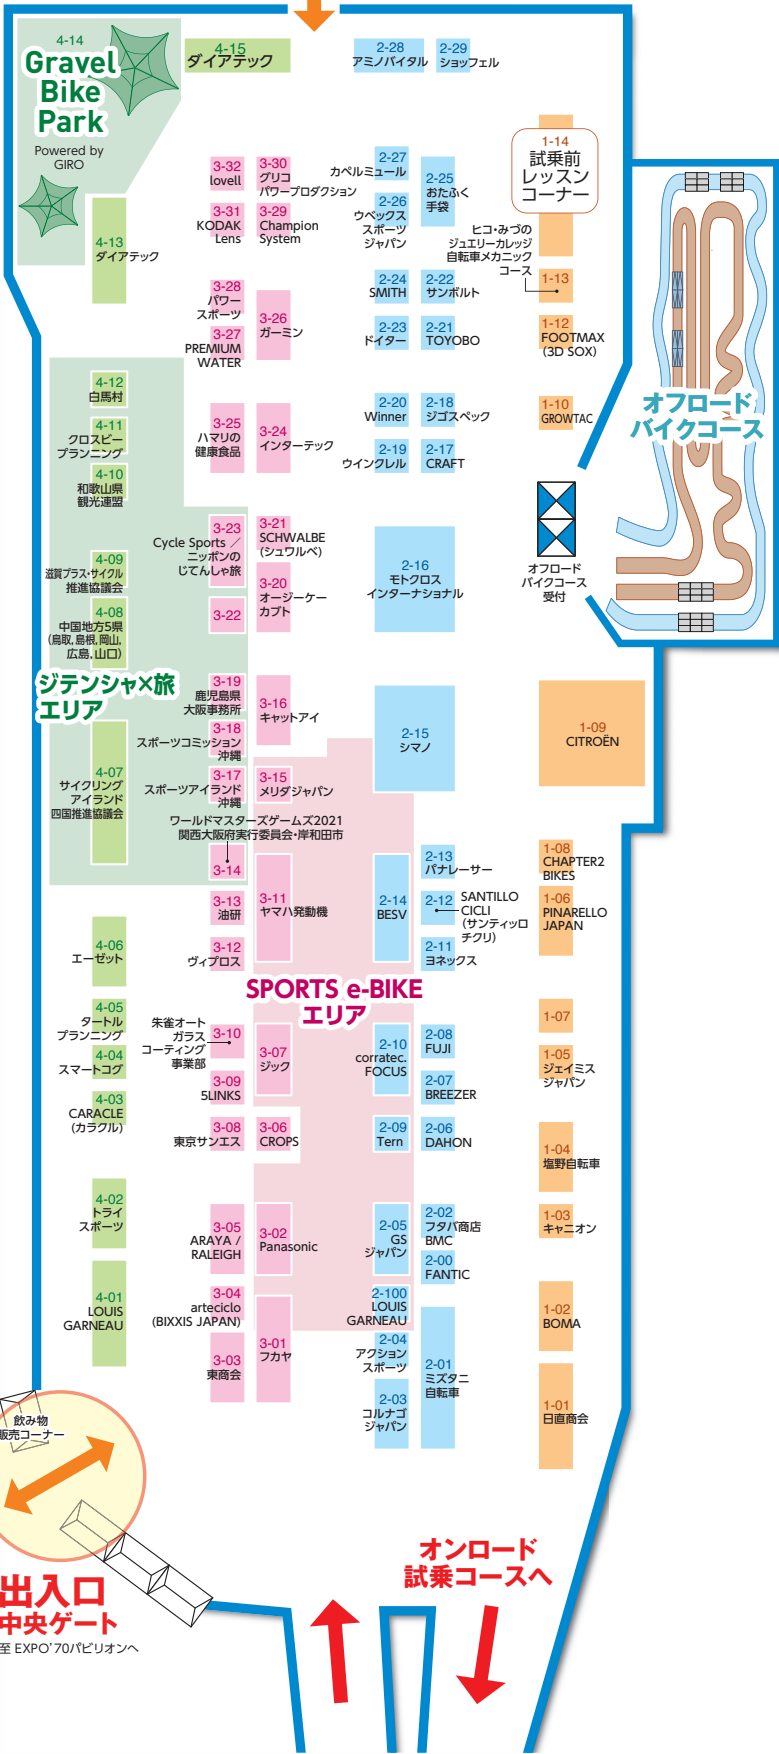 4-14
Gravel
Bike
Park
Powered by
GIRO
4-15
ダイアテック
2-28
アミノバイタル
2-29
ショッフェル
1-14
試乗前
レッスン
コーナー
3-32
lovell
3-30
グリコ
パワープロダクション
2-27
カペルミュール
2-25
おたふく
手袋
3-31
KODAK
Lens
3-29
Champion
System
2-26
ウベックス
スポーツ
ジャパン
4-13
ダイアテック
ヒコ・みづの
ジュエリーカレッジ
自転車メカニック
コース
1-13
3-28
パワー
スポーツ
3-26
ガーミン
2-24
SMITH
2-22
サンボルト
3-27
PREMIUM
WATER
2-23
ドイター
2-21
TOYOBO
1-12
FOOTMAX
(3D SOX)
4-12
白馬村
3-25
ハマリの
健康食品
3-24
インターテック
2-20
Winner
2-18
ジゴスペック
1-10
GROWTAC
オフロード
バイクコース
4-11
クロスビー
プランニング
2-19
ウインクレル
2-17
CRAFT
4-10
和歌山県
観光連盟
3-23
Cycle Sports ／
ニッポンの
じてんしゃ旅
3-21
SCHWALBE
(シュワルベ)
2-16
モトクロス
インターナショナル
オフロード
バイクコース
受付
4-09
滋賀プラス・サイクル
推進協議会
3-20
オージーケー
カブト
4-08
中国地方5県
(鳥取,島根,岡山,
広島,山口)
3-22
ジテンシャ×旅
エリア
3-19
鹿児島県
大阪事務所
3-16
キャットアイ
2-15
シマノ
1-09
CITROËN
3-18
スポーツコミッション
沖縄
4-07
サイクリング
アイランド
四国推進協議会
3-17
スポーツアイランド
沖縄
3-15
メリダジャパン
ワールドマスターズゲームズ2021
関西大阪府実行委員会・岸和田市
3-14
2-13
パナレーサー
1-08
CHAPTER2
BIKES
3-13
油研
3-11
ヤマハ発動機
2-14
BESV
2-12
SANTILLO
CICLI
(サンティッロ
チクリ)
1-06
PINARELLO
JAPAN
4-06
エーゼット
3-12
ヴィプロス
2-11
ヨネックス
SPORTS e-BIKE
エリア
4-05
タートル
プランニング
朱雀オート
ガラス
コーティング
事業部
3-10
3-07
ジック
2-10
corratec.
FOCUS
2-08
FUJI
1-07
4-04
スマートコグ
1-05
ジェイミス
ジャパン
4-03
CARACLE
(カラクル)
3-09
5LINKS
2-07
BREEZER
3-08
東京サンエス
3-06
CROPS
2-09
Tern
2-06
DAHON
1-04
塩野自転車
4-02
トライ
スポーツ
3-05
ARAYA /
RALEIGH
3-02
Panasonic
2-05
GS
ジャパン
2-02
フタバ商店
BMC
1-03
キャニオン
4-01
LOUIS
GARNEAU
2-00
FANTIC
3-04
arteciclo
(BIXXIS JAPAN)
3-01
フカヤ
2-100
LOUIS
GARNEAU
1-02
BOMA
3-03
東商会
2-04
アクション
スポーツ
2-01
ミズタニ
自転車
2-03
コルナゴ
ジャパン
1-01
日直商会
飲み物
販売コーナー
出入口
中央ゲート
至 EXPO'70パビリオンへ
オンロード
試乗コースへ